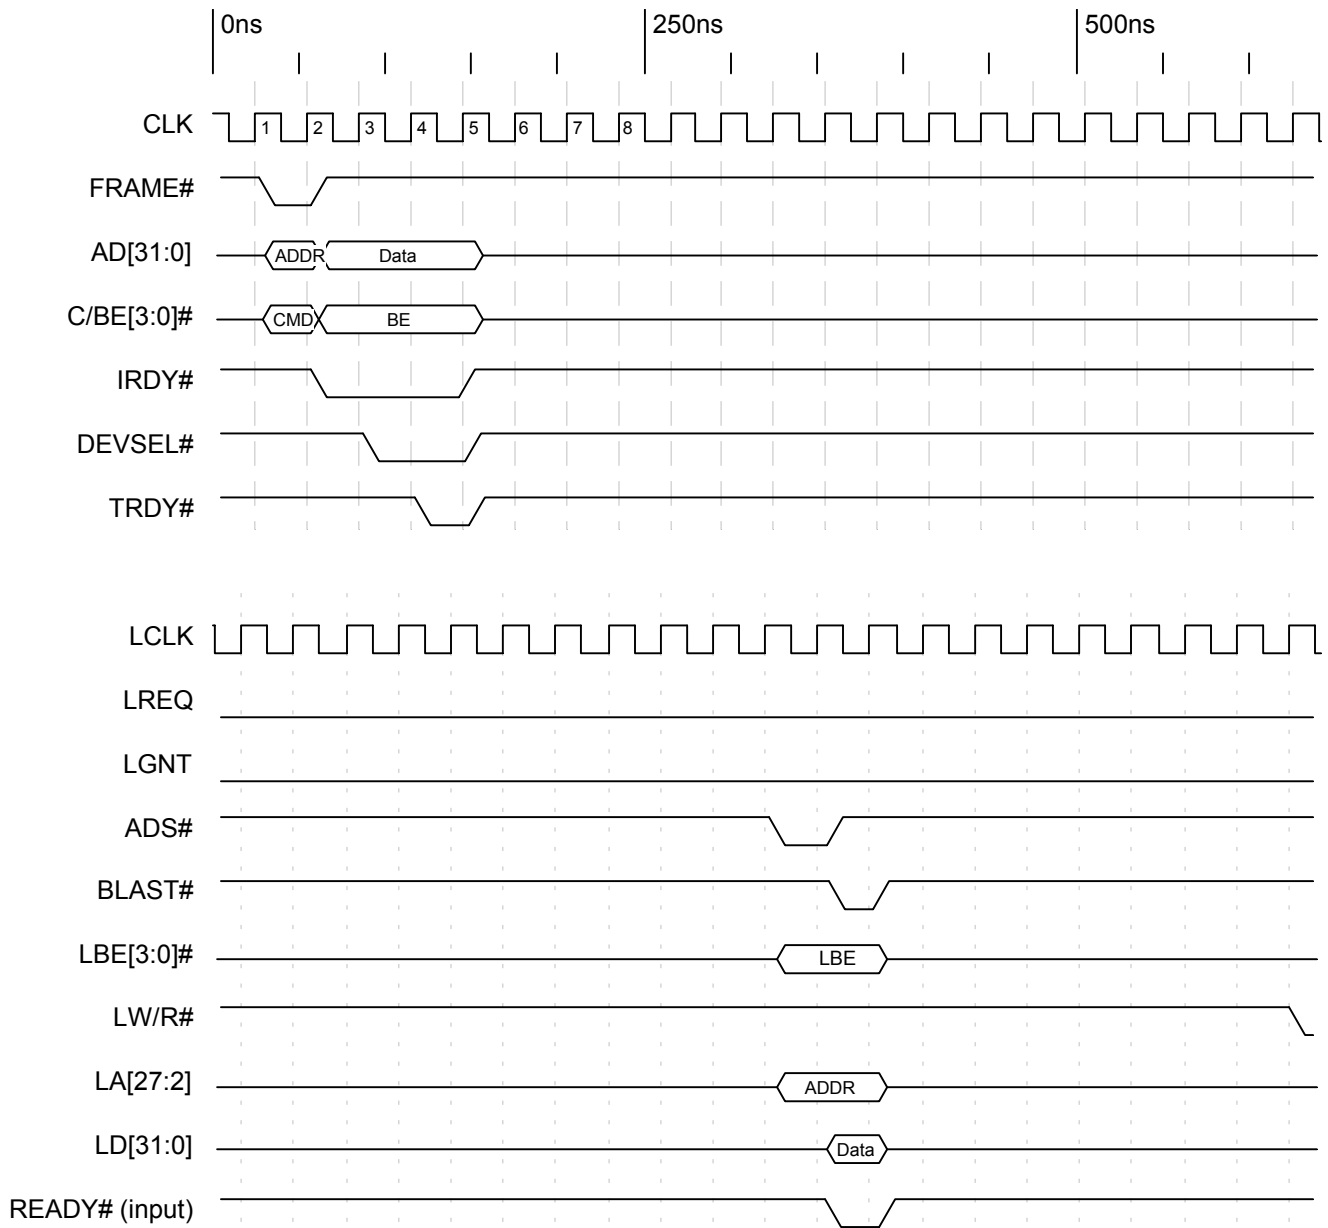 0ns 250ns 500ns
CLK 1 2 3 4 5 6 7 8
FRAME#
AD[31:0] ADDR Data
C/BE[3:0]# CMD BE
IRDY#
DEVSEL#
TRDY#
LCLK
LREQ
LGNT
ADS#
BLAST#
LBE[3:0]# LBE
LW/R#
LA[27:2] ADDR
LD[31:0] Data
READY# (input)